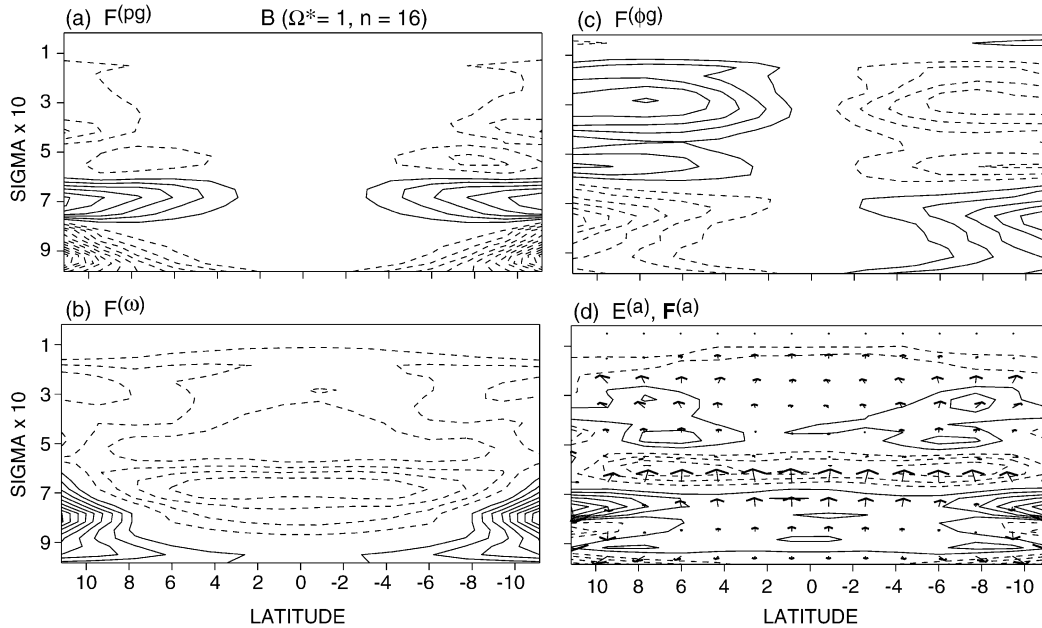 (a) F(pg) B (Ω*= 1, n = 16)
(c) F(ϕg)
1
3
5
7
9
SIGMA x 10
(b) F(ω)
(d) E(a), F(a)
1
3
5
7
9
SIGMA x 10
10 8 6 4 2 0 -2 -4 -6 -8 -10
LATITUDE
10 8 6 4 2 0 -2 -4 -6 -8 -10
LATITUDE